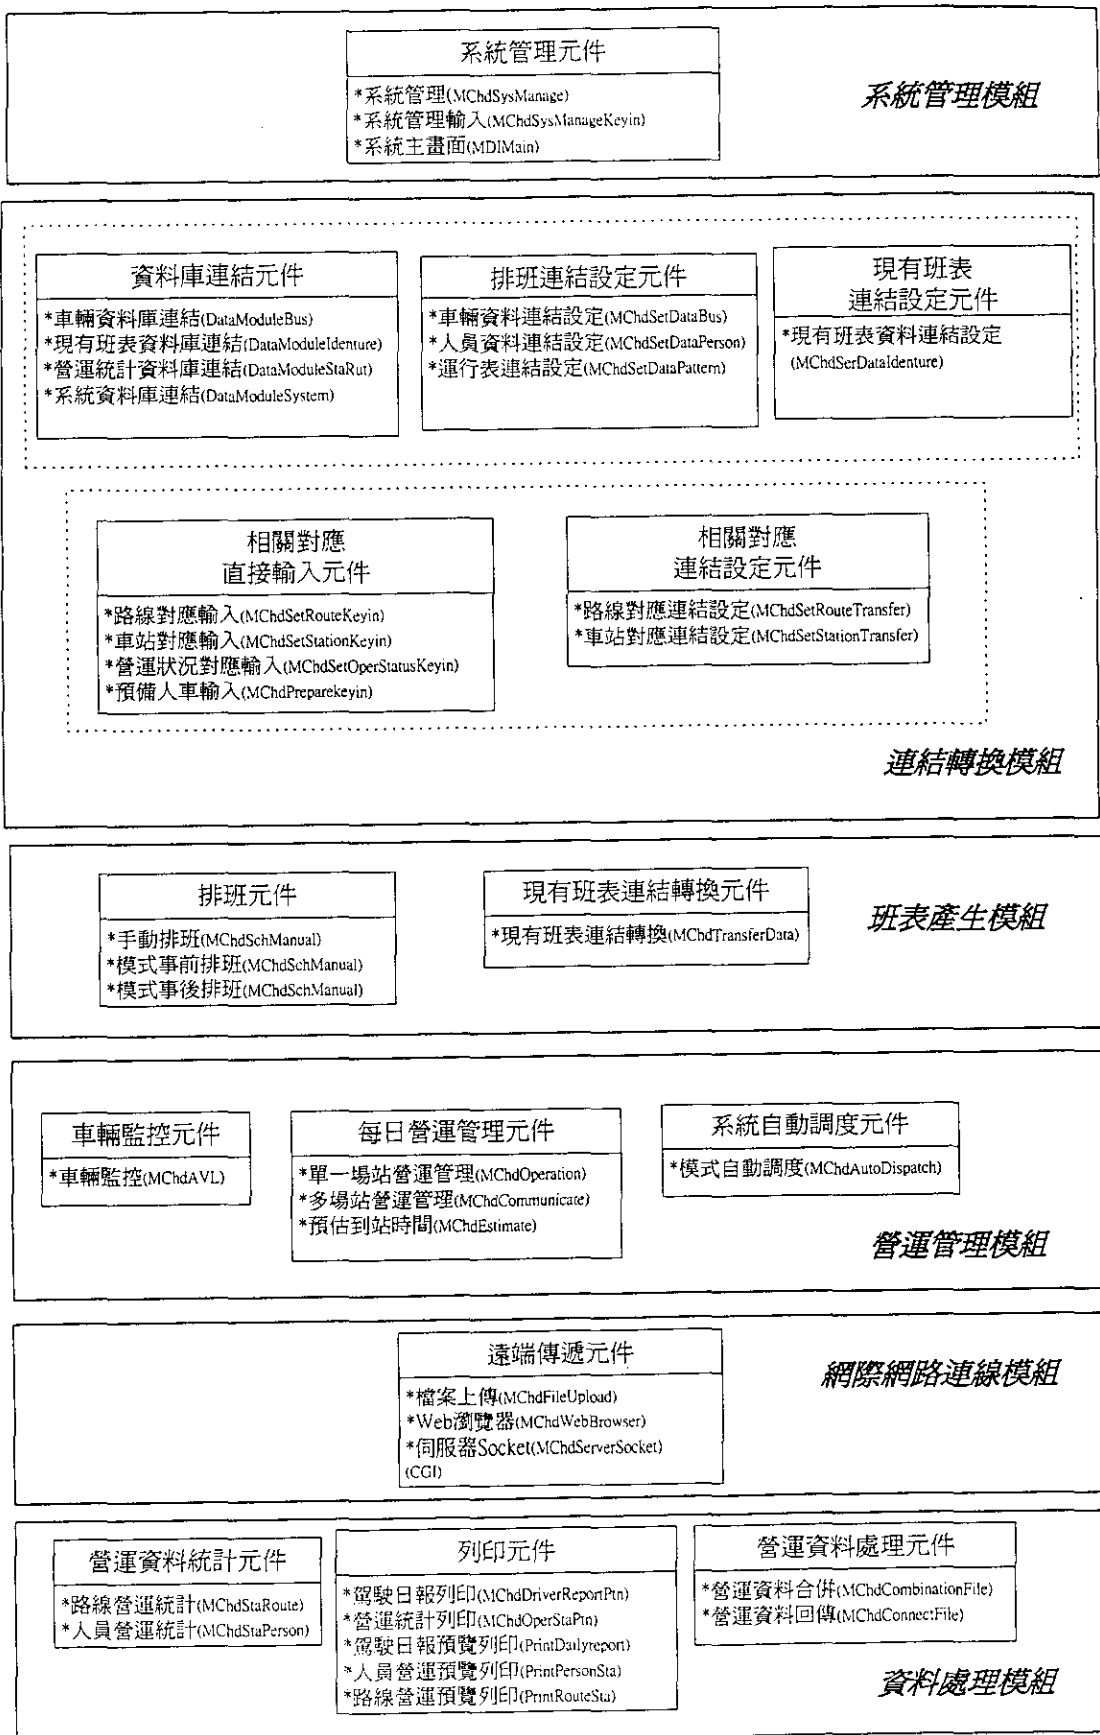 系統管理元件
*系統管理(MChdSysManage)
*系統管理輸入(MChdSysManageKeyin)
*系統主畫面(MDIMain)
系統管理模組
資料庫連結元件
*車輛資料庫連結(DataModuleBus)
*現有班表資料庫連結(DataModuleIdenture)
*營運統計資料庫連結(DataModuleStaRut)
*系統資料庫連結(DataModuleSystem)
排班連結設定元件
*車輛資料連結設定(MChdSetDataBus)
*人員資料連結設定(MChdSetDataPerson)
*運行表連結設定(MChdSetDataPattern)
現有班表
連結設定元件
*現有班表資料連結設定
(MChdSerDataIdenture)
相關對應
直接輸入元件
*路線對應輸入(MChdSetRouteKeyin)
*車站對應輸入(MChdSetStationKeyin)
*營運狀況對應輸入(MChdSetOperStatusKeyin)
*預備人車輸入(MChdPreparekeyin)
相關對應
連結設定元件
*路線對應連結設定(MChdSetRouteTransfer)
*車站對應連結設定(MChdSetStationTransfer)
連結轉換模組
排班元件
*手動排班(MChdSchManual)
*模式事前排班(MChdSchManual)
*模式事後排班(MChdSchManual)
現有班表連結轉換元件
*現有班表連結轉換(MChdTransferData)
班表產生模組
車輛監控元件
*車輛監控(MChdAVL)
每日營運管理元件
*單一場站營運管理(MChdOperation)
*多場站營運管理(MChdCommunicate)
*預估到站時間(MChdEstimate)
系統自動調度元件
*模式自動調度(MChdAutoDispatch)
營運管理模組
遠端傳遞元件
*檔案上傳(MChdFileUpload)
*Web瀏覽器(MChdWebBrowser)
*伺服器Socket(MChdServerSocket)
(CGI)
網際網路連線模組
營運資料統計元件
*路線營運統計(MChdStaRoute)
*人員營運統計(MChdStaPerson)
列印元件
*駕駛日報列印(MChdDriverReportPtn)
*營運統計列印(MChdOperStaPtn)
*駕駛日報預覽列印(PrintDailyreport)
*人員營運預覽列印(PrintPersonSta)
*路線營運預覽列印(PrintRouteSta)
營運資料處理元件
*營運資料合併(MChdCombinationFile)
*營運資料回傳(MChdConnectFile)
資料處理模組